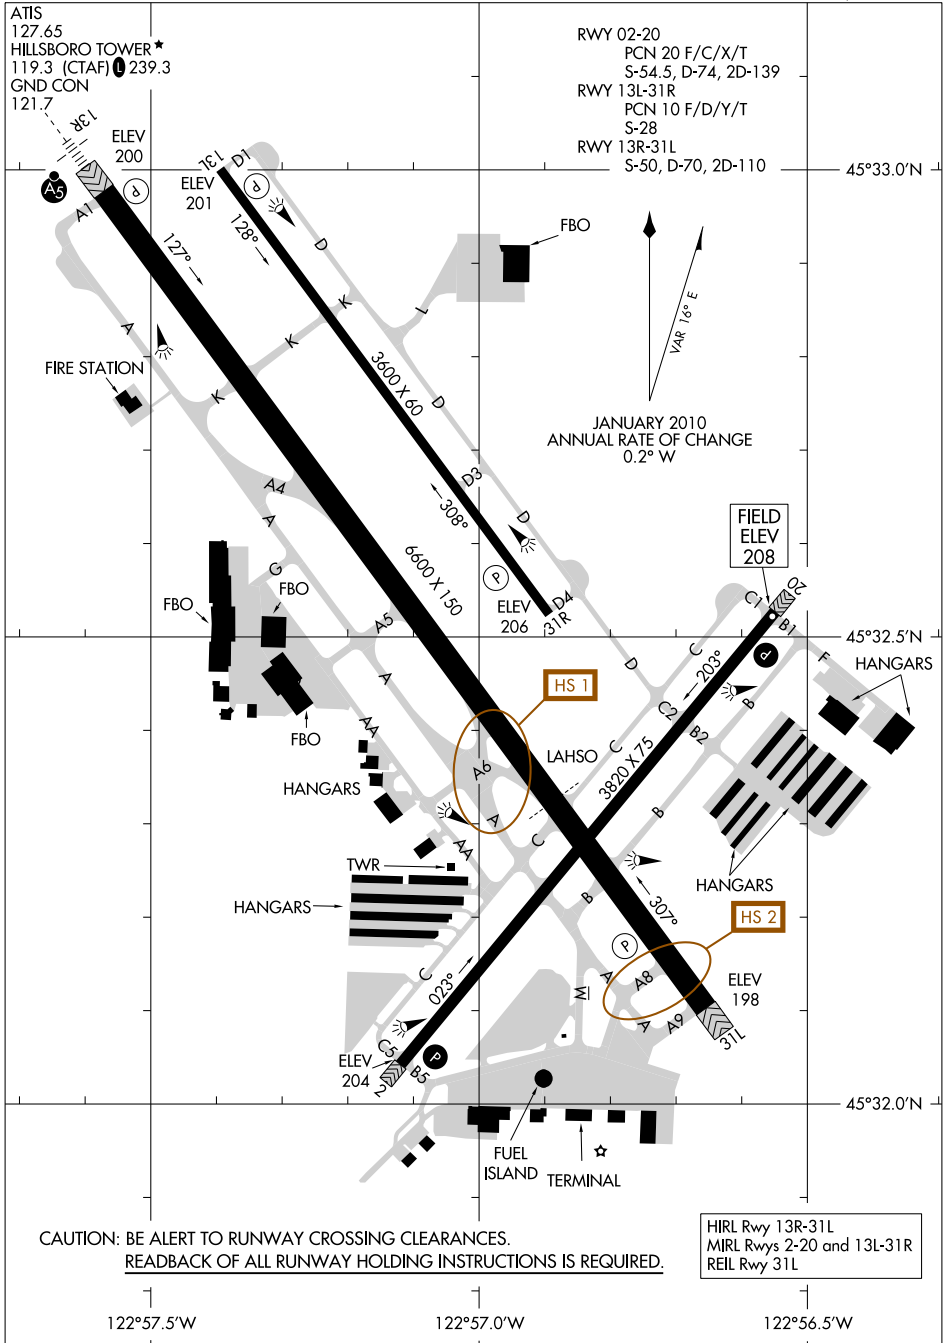 ATIS
127.65
HILLSBORO TOWER
119.3 (CTAF) L 239.3
GND CON
121.7
RWY 02-20
PCN 20 F/C/X/T
S-54.5, D-74, 2D-139
RWY 13L-31R
PCN 10 F/D/Y/T
S-28
RWY 13R-31L
S-50, D-70, 2D-110
13R
ELEV
200
A5
P
A1
13L
D1
ELEV
201
P
45°33.0'N
127°
128°
D
FBO
VAR 16° E
K
L
A
K
FIRE STATION
K
3600 X 60
D
JANUARY 2010
ANNUAL RATE OF CHANGE
0.2° W
A4
D3
308°
D
A
FIELD
ELEV
208
6600 X 150
G
FBO
FBO
P
ELEV
206
D4
31R
20
C1
B1
45°32.5'N
A5
F
HANGARS
P
C
203°
D
A
HS 1
B
C2
B2
AA
FBO
C
LAHSO
3820 X 75
A6
HANGARS
A
B
C
AA
TWR
HANGARS
HANGARS
B
307°
HS 2
P
C
023°
A
A8
M
ELEV
198
A
A9
31L
C5
B5
P
ELEV
204
2
45°32.0'N
FUEL
ISLAND
TERMINAL
CAUTION: BE ALERT TO RUNWAY CROSSING CLEARANCES.
READBACK OF ALL RUNWAY HOLDING INSTRUCTIONS IS REQUIRED.
HIRL Rwy 13R-31L
MIRL Rwys 2-20 and 13L-31R
REIL Rwy 31L
122°57.5'W
122°57.0'W
122°56.5'W